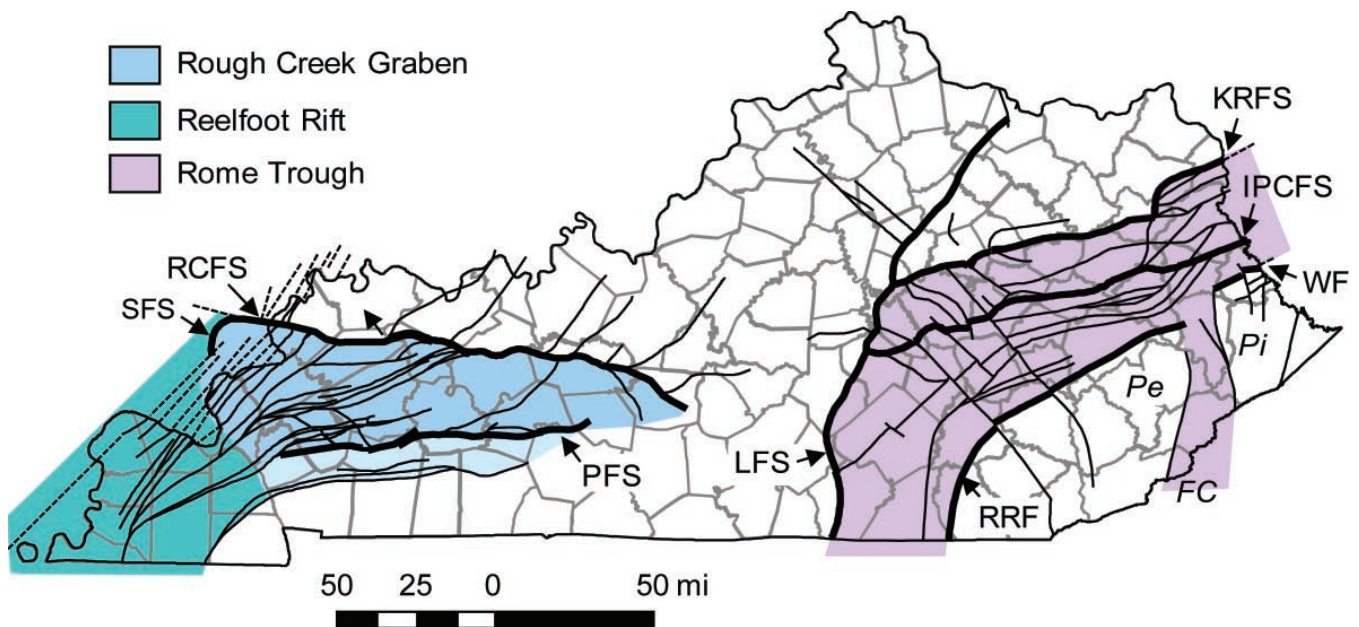 Rough Creek Graben
Reelfoot Rift
Rome Trough
KRFS
IPCFS
WF
RCFS
SFS
Pi
Pe
PFS
LFS
FC
RRF
50 25 0 50 mi